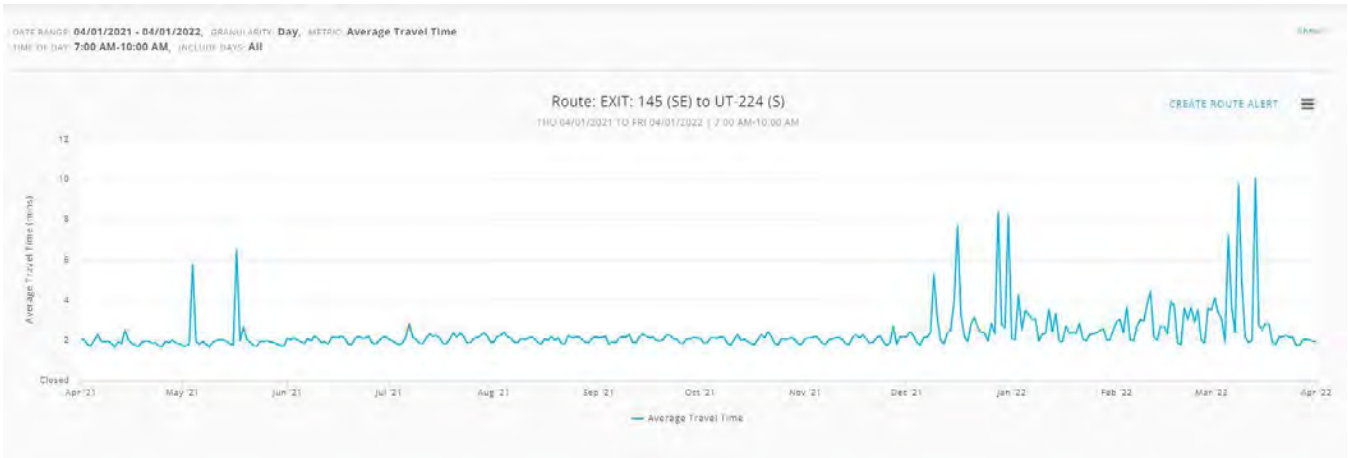 DATE RANGE: 04/01/2021 - 04/01/2022, GRANULARITY: Day, METRIC: Average Travel Time
TIME OF DAY: 7:00 AM-10:00 AM, INCLUDE DAYS: All
Route: EXIT: 145 (SE) to UT-224 (S)
CREATE ROUTE ALERT
THU 04/01/2021 TO FRI 04/01/2022 | 7:00 AM-10:00 AM
Average Travel Time (mins)
12
10
8
6
4
2
Closed
Apr '21 May '21 Jun '21 Jul '21 Aug '21 Sep '21 Oct '21 Nov '21 Dec '21 Jan '22 Feb '22 Mar '22 Apr '22
Average Travel Time